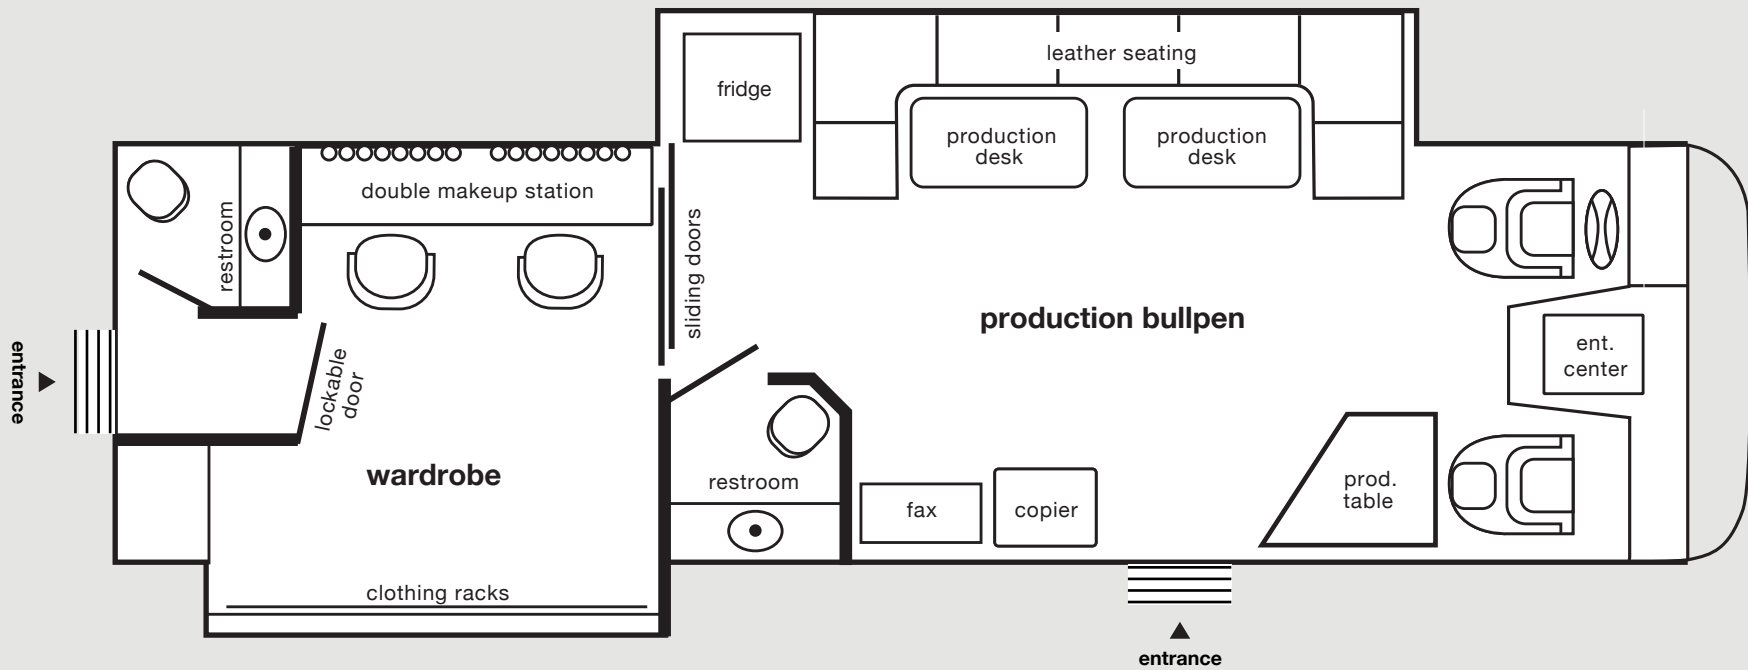 leather seating
fridge
production
desk
production
desk
double makeup station
restroom
sliding doors
production bullpen
ent.
center
entrance
lockable
door
wardrobe
restroom
fax
copier
prod.
table
clothing racks
entrance